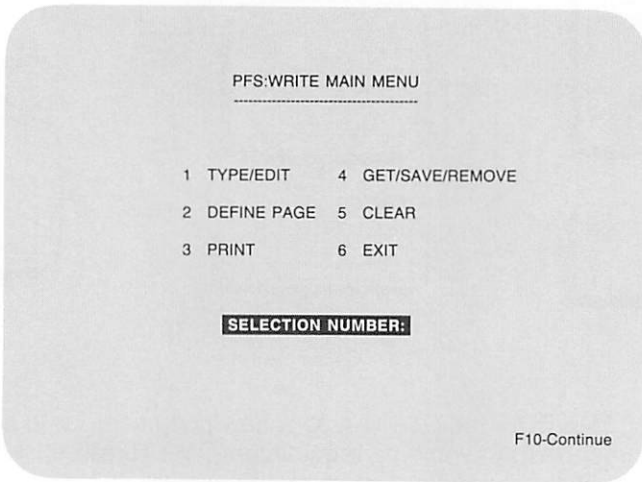 PFS:WRITE MAIN MENU
1 TYPE/EDIT 4 GET/SAVE/REMOVE
2 DEFINE PAGE 5 CLEAR
3 PRINT 6 EXIT
SELECTION NUMBER:
F10-Continue